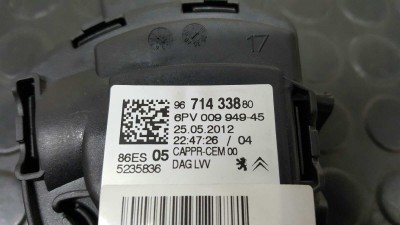 17
96 714 338 80
6PV 009 949-45
25.05.2012
22:47:26 / 04
86ES 05 CAPPR-CEM 00
5235836 DAG LVV